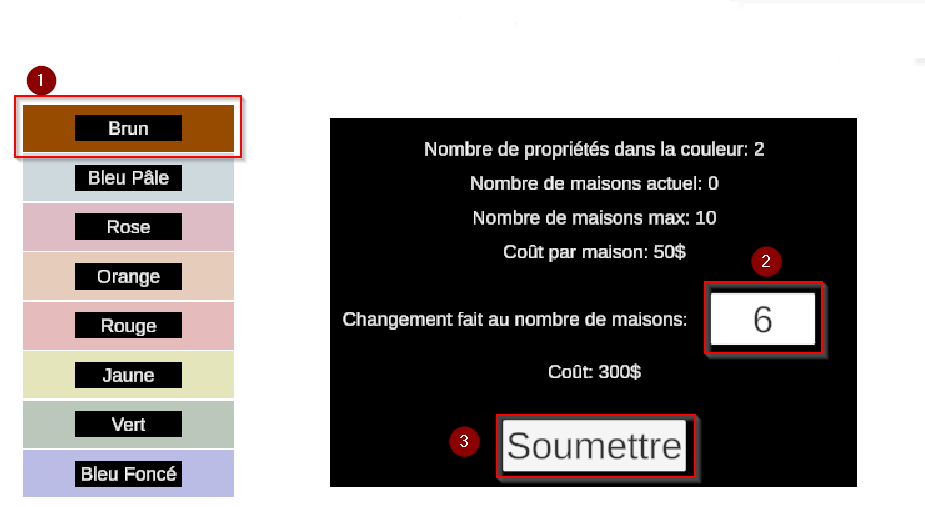 1
Brun
Bleu Pâle
Rose
Orange
Rouge
Jaune
Vert
Bleu Foncé
Nombre de propriétés dans la couleur: 2
Nombre de maisons actuel: 0
Nombre de maisons max: 10
Coût par maison: 50$
2
Changement fait au nombre de maisons: 6
Coût: 300$
3 Soumettre